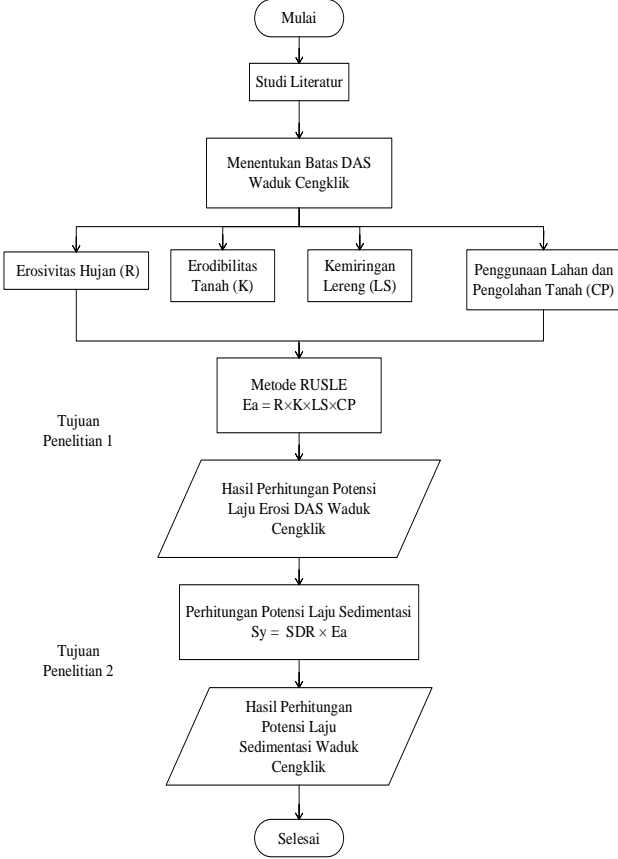 Mulai
Studi Literatur
Menentukan Batas DAS
Waduk Cengklik
Erosivitas Hujan (R)
Erodibilitas
Tanah (K)
Kemiringan
Lereng (LS)
Penggunaan Lahan dan
Pengolahan Tanah (CP)
Metode RUSLE
Ea = R×K×LS×CP
Tujuan
Penelitian 1
Hasil Perhitungan Potensi
Laju Erosi DAS Waduk
Cengklik
Perhitungan Potensi Laju Sedimentasi
Sy = SDR × Ea
Tujuan
Penelitian 2
Hasil Perhitungan
Potensi Laju
Sedimentasi Waduk
Cengklik
Selesai